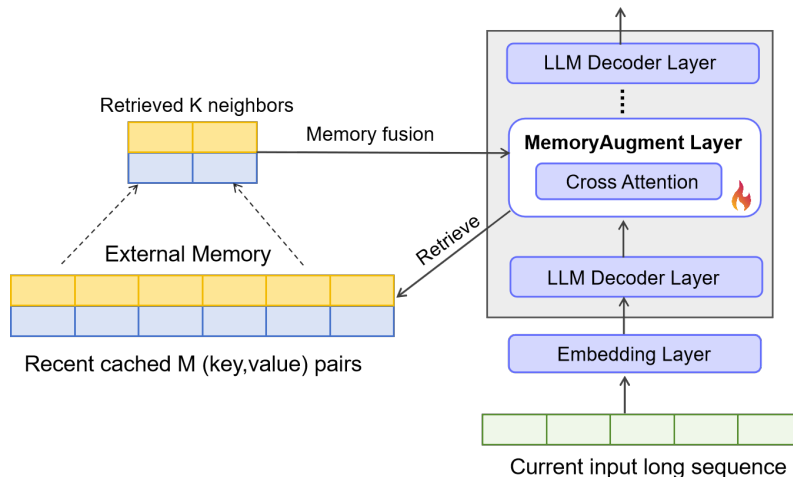 LLM Decoder Layer
Retrieved K neighbors
Memory fusion
MemoryAugment Layer
Cross Attention
Retrieve
External Memory
LLM Decoder Layer
Recent cached M (key,value) pairs
Embedding Layer
Current input long sequence